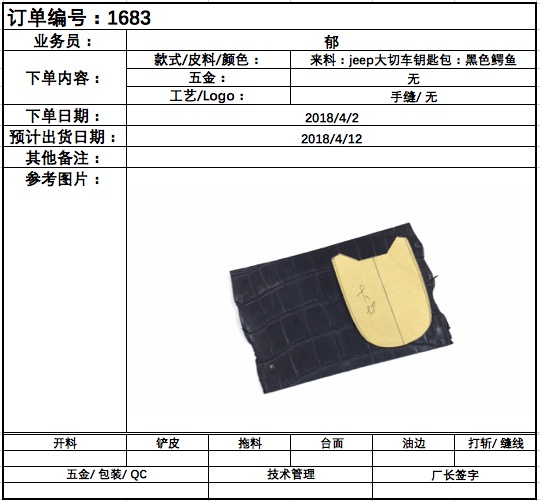 订单编号：1683
业务员： 郁
下单内容：
款式/皮料/颜色： 来料：jeep大切车钥匙包：黑色鳄鱼
五金： 无
工艺/Logo： 手缝/ 无
下单日期： 2018/4/2
预计出货日期： 2018/4/12
其他备注：
参考图片：
开料 铲皮 拖料 台面 油边 打斩/ 缝线
五金/ 包装/ QC 技术管理 厂长签字